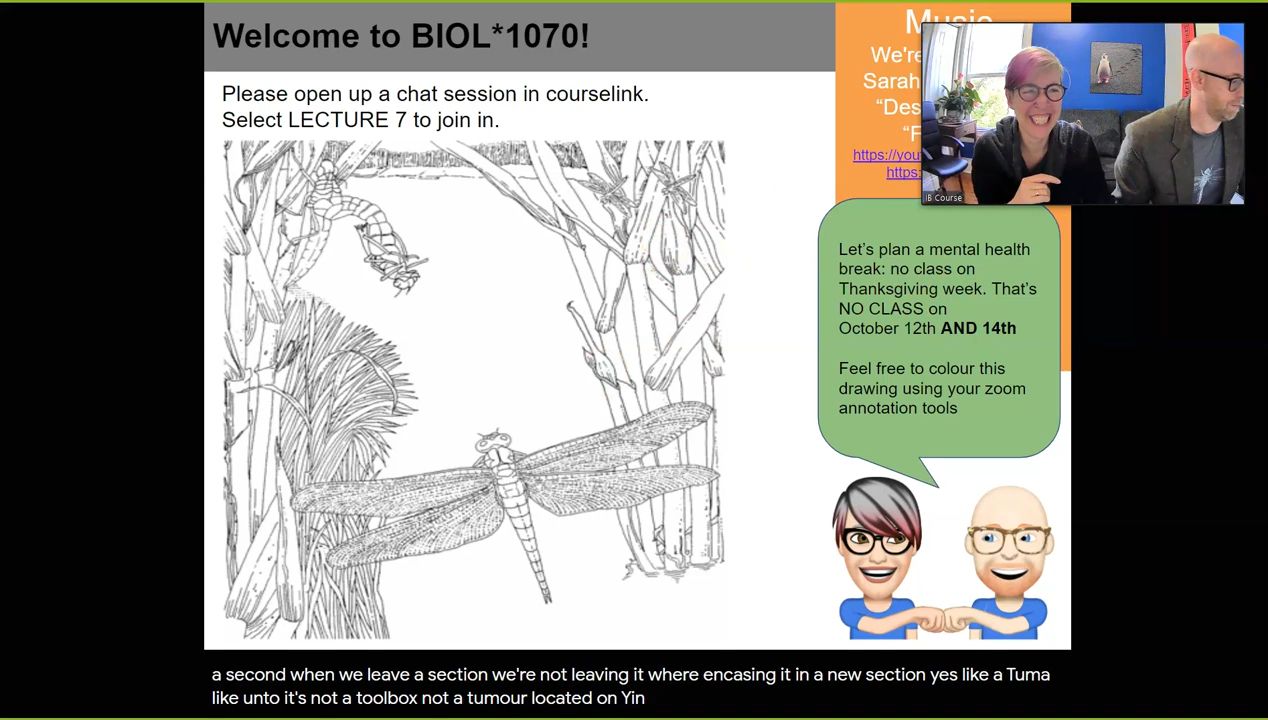 Welcome to BIOL*1070!
Please open up a chat session in courselink.
Select LECTURE 7 to join in.
Music
We're
Sarah
“Des
“F
https://you
https:
IB Course
Let's plan a mental health
break: no class on
Thanksgiving week. That's
NO CLASS on
October 12th AND 14th
Feel free to colour this
drawing using your zoom
annotation tools
a second when we leave a section we're not leaving it where encasing it in a new section yes like a Tuma
like unto it's not a toolbox not a tumour located on Yin